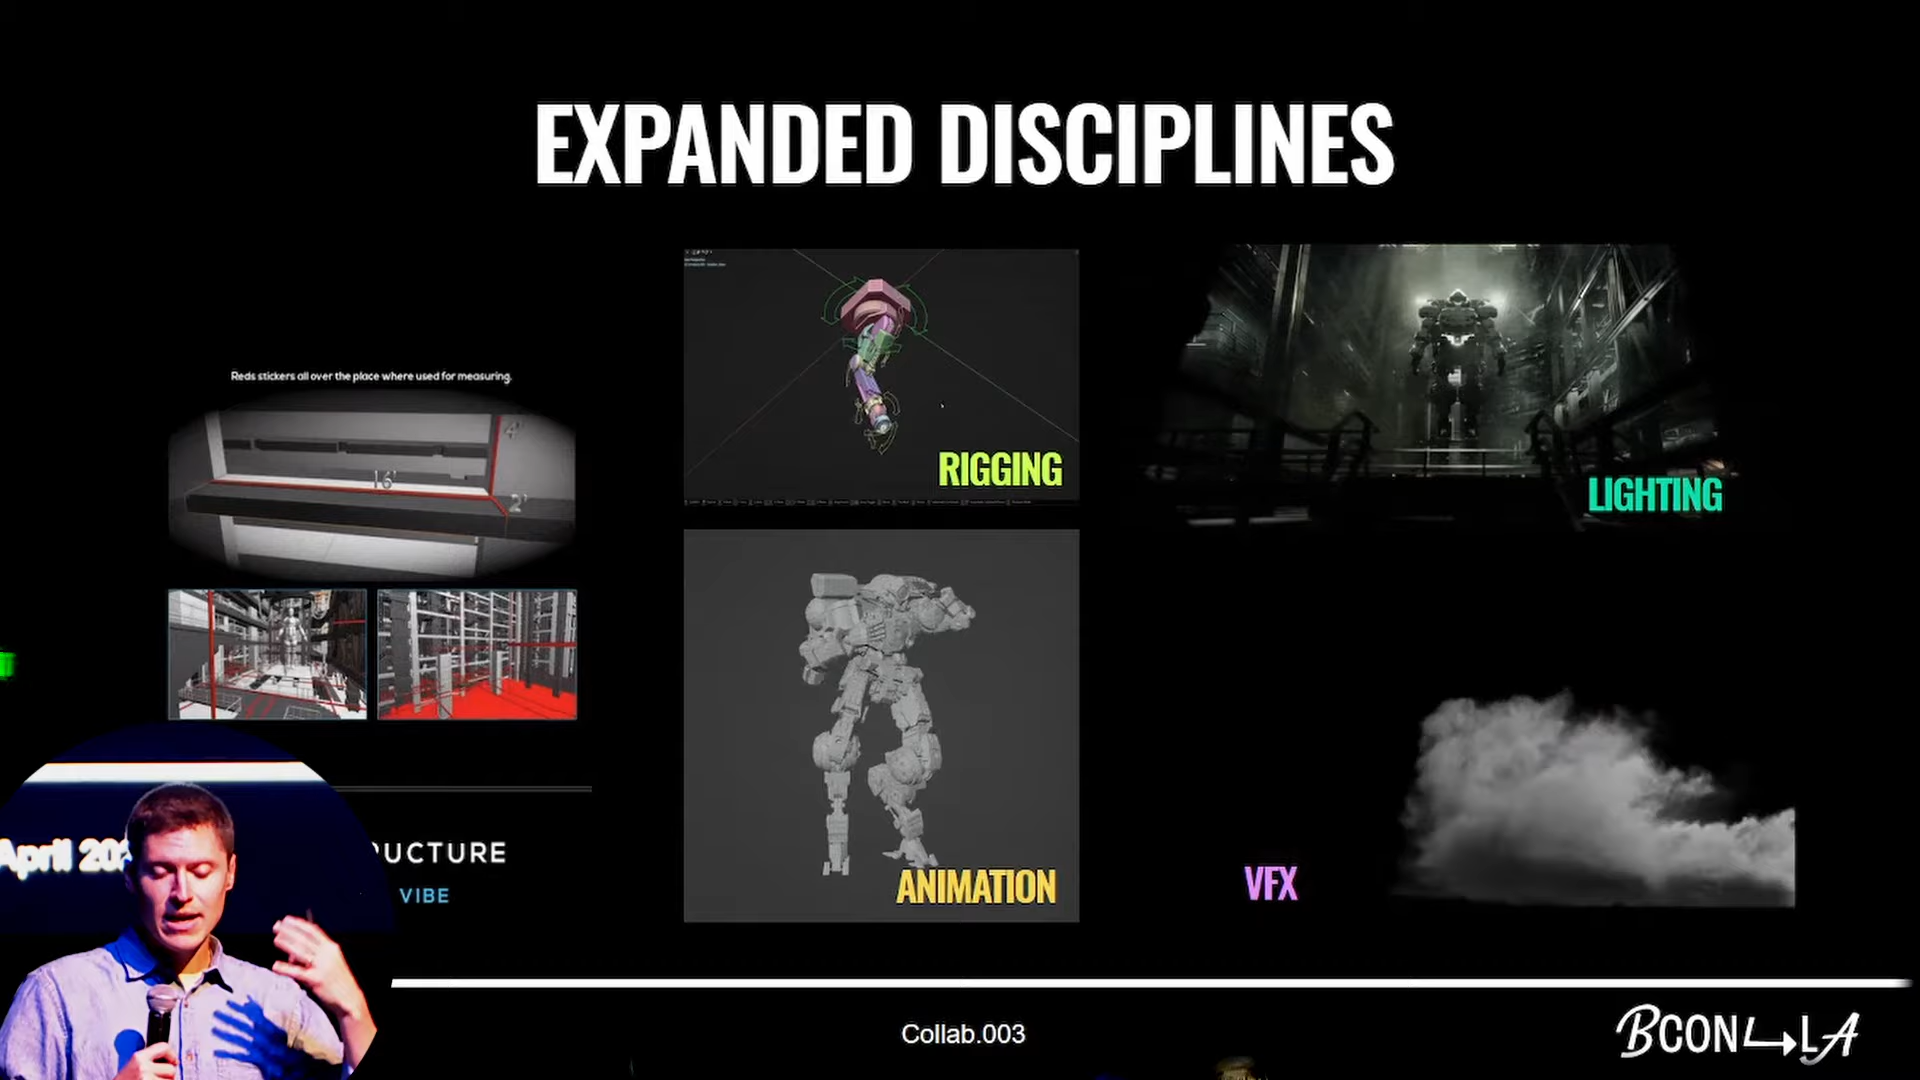 EXPANDED DISCIPLINES
Reds stickers all over the place where used for measuring.
4'
16'
2'
RIGGING
LIGHTING
ANIMATION
VFX
April
VIBE
Collab.003
BCON LA